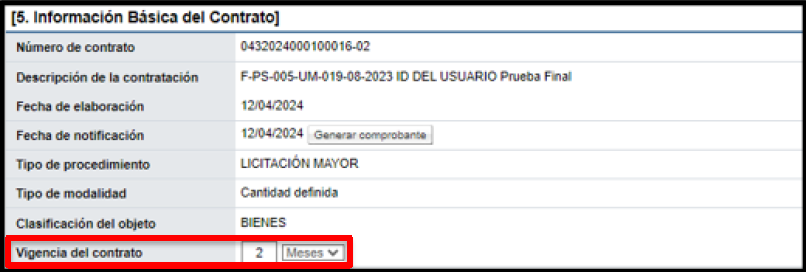 [5. Información Básica del Contrato]
Número de contrato 0432024000100016-02
Descripción de la contratación F-PS-005-UM-019-08-2023 ID DEL USUARIO Prueba Final
Fecha de elaboración 12/04/2024
Fecha de notificación 12/04/2024 Generar comprobante
Tipo de procedimiento LICITACIÓN MAYOR
Tipo de modalidad Cantidad definida
Clasificación del objeto BIENES
Vigencia del contrato 2 Meses